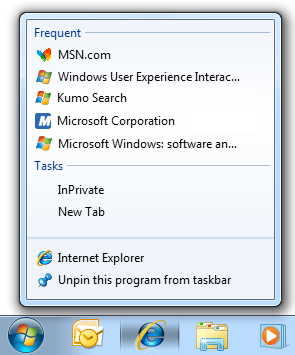 Frequent
MSN.com
Windows User Experience Interac...
Kumo Search
Microsoft Corporation
Microsoft Windows: software an...
Tasks
InPrivate
New Tab
Internet Explorer
Unpin this program from taskbar